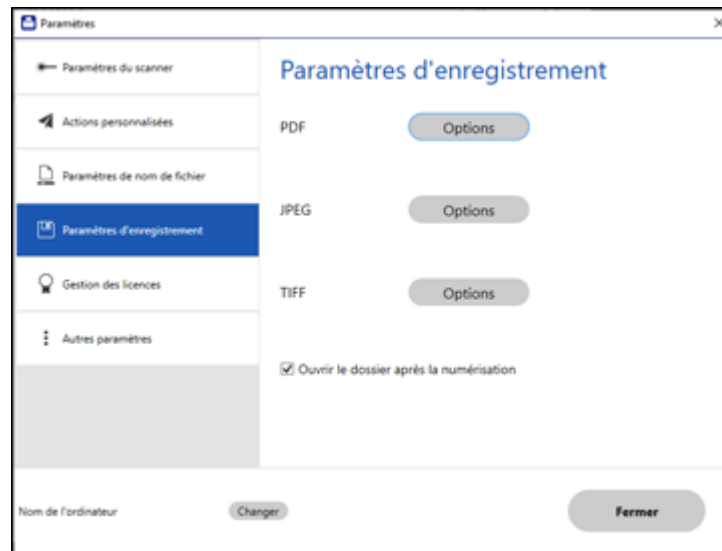 Paramètres
Paramètres du scanner
Actions personnalisées
Paramètres de nom de fichier
Paramètres d'enregistrement
Gestion des licences
Autres paramètres
Paramètres d'enregistrement
PDF Options
JPEG Options
TIFF Options
Ouvrir le dossier après la numérisation
Nom de l'ordinateur Changer Fermer